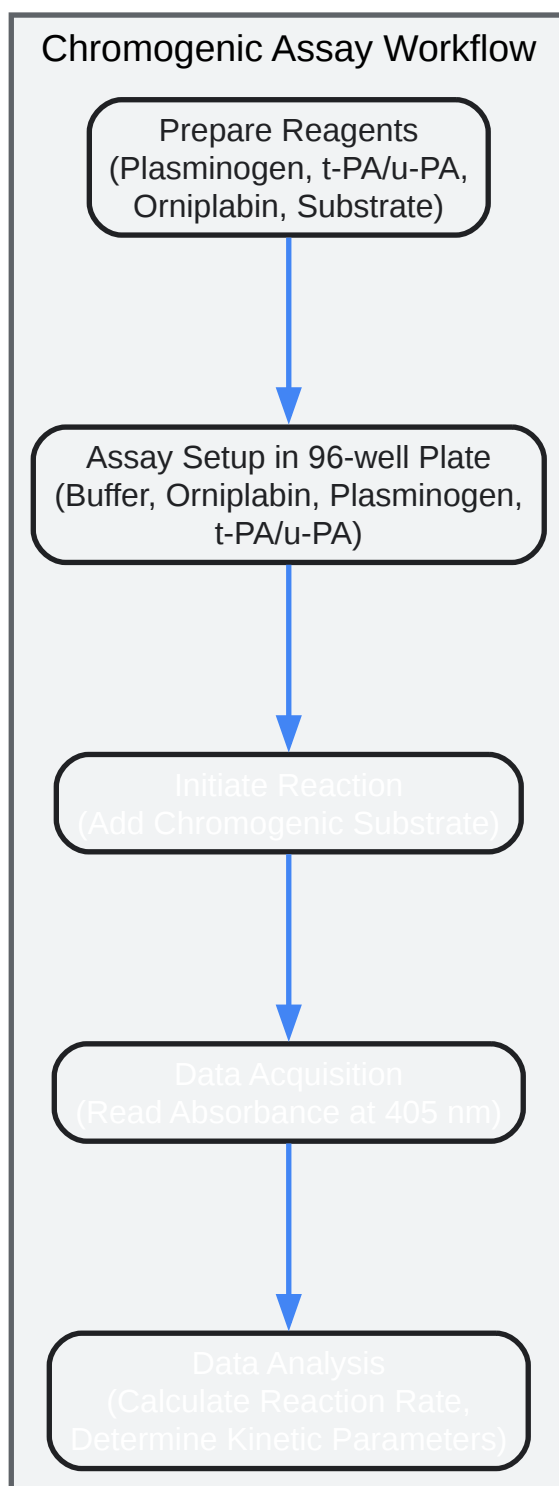 Chromogenic Assay Workflow
Prepare Reagents
(Plasminogen, t-PA/u-PA,
Orniplabin, Substrate)
Assay Setup in 96-well Plate
(Buffer, Orniplabin, Plasminogen,
t-PA/u-PA)
Initiate Reaction
(Add Chromogenic Substrate)
Data Acquisition
(Read Absorbance at 405 nm)
Data Analysis
(Calculate Reaction Rate,
Determine Kinetic Parameters)